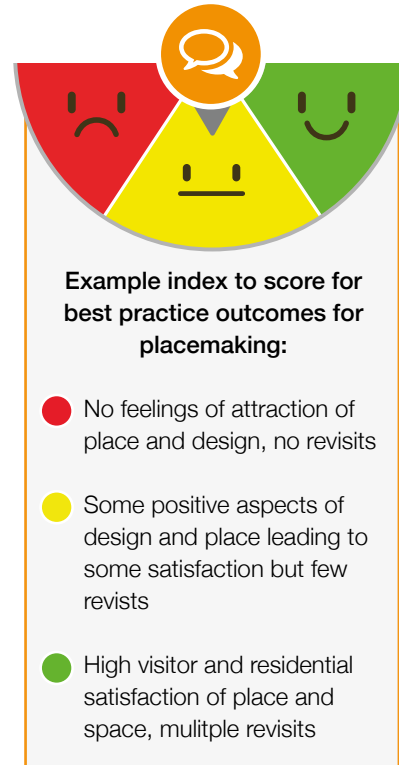 Example index to score for
best practice outcomes for
placemaking:
No feelings of attraction of
place and design, no revisits
Some positive aspects of
design and place leading to
some satisfaction but few
revists
High visitor and residential
satisfaction of place and
space, mulitple revisits